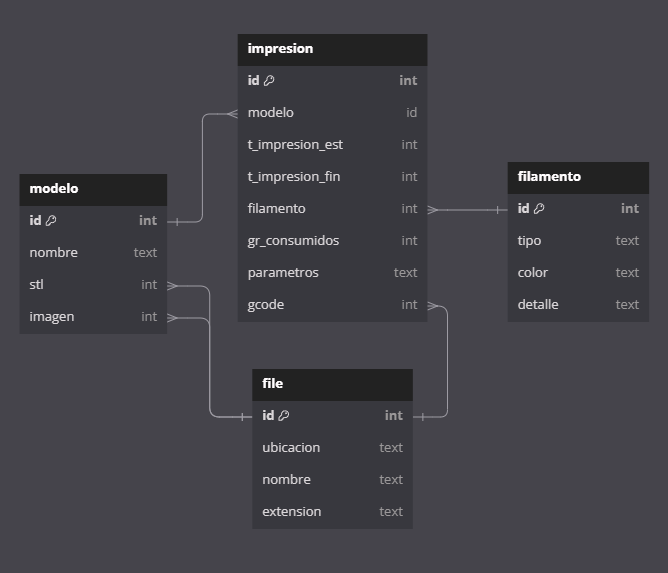 impresion
id int
modelo id
t_impresion_est int
t_impresion_fin int
filamento int
gr_consumidos int
parametros text
gcode int
modelo
id int
nombre text
stl int
imagen int
filamento
id int
tipo text
color text
detalle text
file
id int
ubicacion text
nombre text
extension text